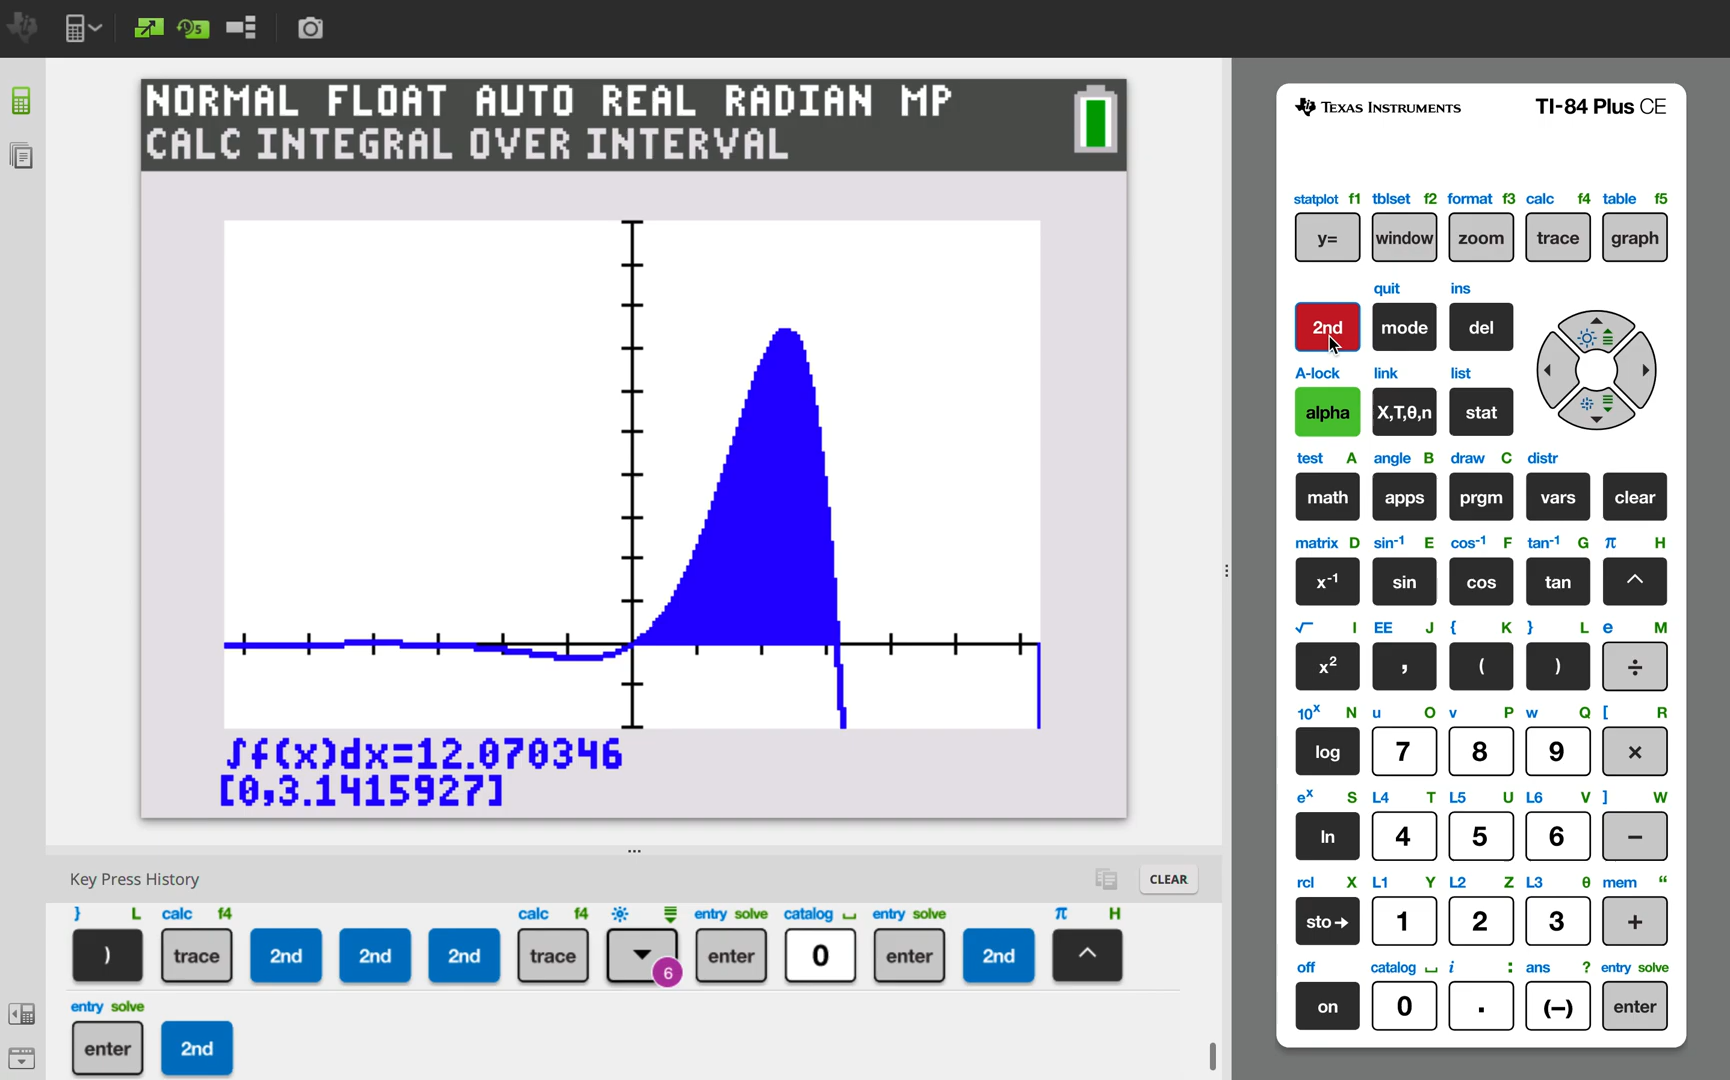 NORMAL FLOAT AUTO REAL RADIAN MP
CALC INTEGRAL OVER INTERVAL
∫f(x)dx=12.070346
[0,3.1415927]
Key Press History
CLEAR
} L calc f4 calc f4 entry solve catalog ⎵ entry solve π H
) trace 2nd 2nd 2nd trace 6 enter 0 enter 2nd ^
entry solve
enter 2nd
TEXAS INSTRUMENTS TI-84 Plus CE
statplot f1 tblset f2 format f3 calc f4 table f5
y= window zoom trace graph
quit ins
2nd mode del
A-lock link list
alpha X,T,θ,n stat
test A angle B draw C distr
math apps prgm vars clear
matrix D sin⁻¹ E cos⁻¹ F tan⁻¹ G π H
x⁻¹ sin cos tan ^
√ I EE J { K } L e M
x² , ( ) ÷
10ˣ N u O v P w Q [ R
log 7 8 9 ×
eˣ S L4 T L5 U L6 V ] W
ln 4 5 6 −
rcl X L1 Y L2 Z L3 θ mem “
sto→ 1 2 3 +
off catalog ⎵ i : ans ? entry solve
on 0 . (−) enter